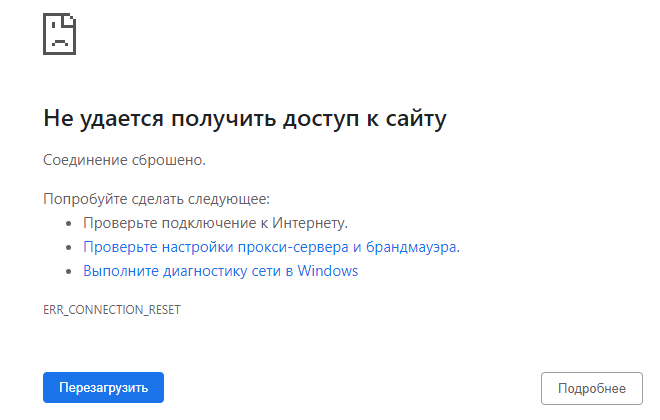 Не удается получить доступ к сайту
Соединение сброшено.
Попробуйте сделать следующее:
• Проверьте подключение к Интернету.
• Проверьте настройки прокси-сервера и брандмауэра.
• Выполните диагностику сети в Windows
ERR_CONNECTION_RESET
Перезагрузить
Подробнее